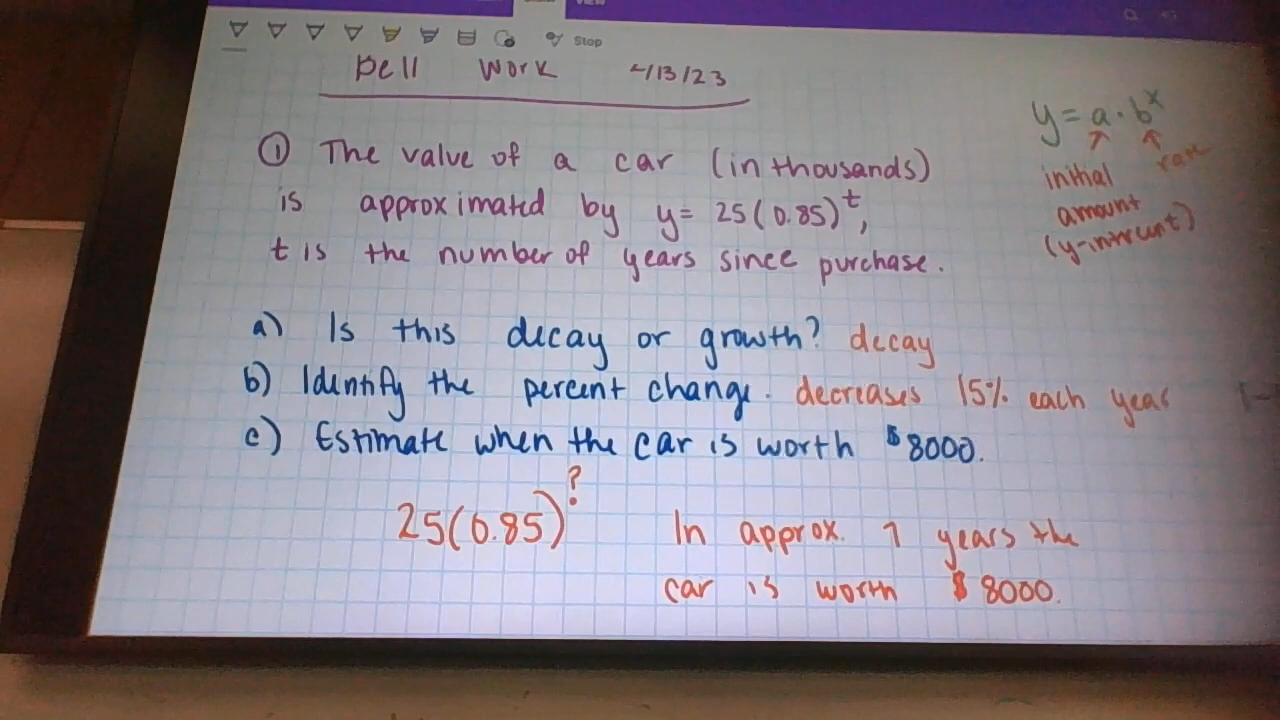 VIEW
Stop
Bell Work 4/13/23
y = a · b^x
initial rate
amount
(y-intercept)
① The value of a car (in thousands)
is approximated by y = 25(0.85)^t,
t is the number of years since purchase.
a) Is this decay or growth? decay
b) Identify the percent change. decreases 15% each year
c) Estimate when the car is worth $8000.
25(0.85)^?
In approx. 7 years the
car is worth $8000.